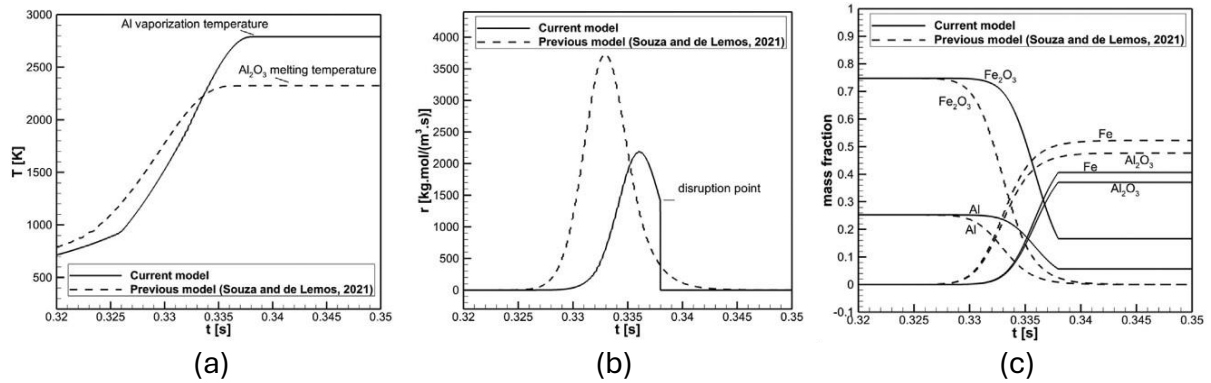 Al vaporization temperature
3000
2500
2000
1500
1000
500
T [K]
Al₂O₃ melting temperature
Current model
Previous model (Souza and de Lemos, 2021)
0.32 0.325 0.33 0.335 0.34 0.345 0.35
t [s]
(a)
Current model
Previous model (Souza and de Lemos, 2021)
4000
3500
3000
2500
2000
1500
1000
500
0
r [kg.mol/(m³.s)]
disruption point
0.32 0.325 0.33 0.335 0.34 0.345 0.35
t [s]
(b)
Current model
Previous model (Souza and de Lemos, 2021)
1
0.9
0.8
0.7
0.6
0.5
0.4
0.3
0.2
0.1
0
mass fraction
Fe₂O₃
Fe₂O₃
Fe
Al₂O₃
Fe
Al₂O₃
Al
Al
0.32 0.325 0.33 0.335 0.34 0.345 0.35
t [s]
(c)